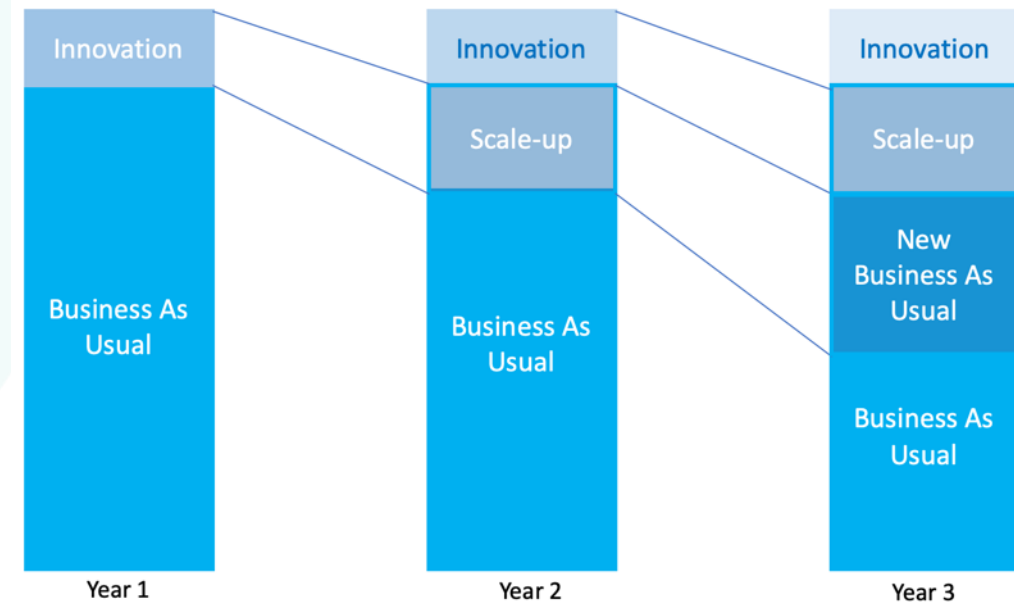 Innovation
Business As
Usual
Year 1
Innovation
Scale-up
Business As
Usual
Year 2
Innovation
Scale-up
New
Business As
Usual
Business As
Usual
Year 3